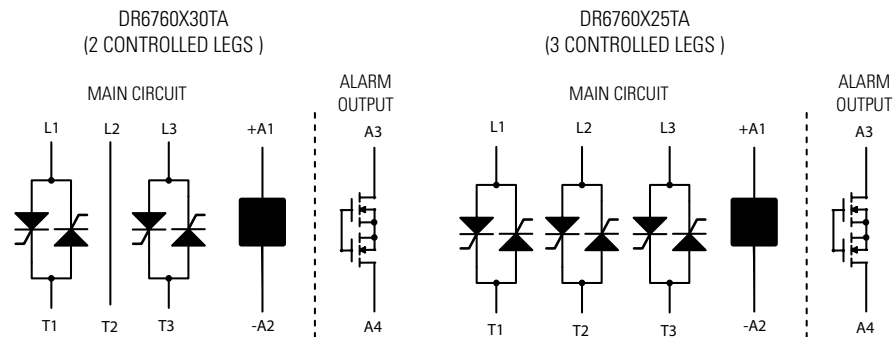 DR6760X30TA
(2 CONTROLLED LEGS )
MAIN CIRCUIT
ALARM
OUTPUT
L1 L2 L3 +A1 A3
T1 T2 T3 -A2 A4
DR6760X25TA
(3 CONTROLLED LEGS )
MAIN CIRCUIT
ALARM
OUTPUT
L1 L2 L3 +A1 A3
T1 T2 T3 -A2 A4